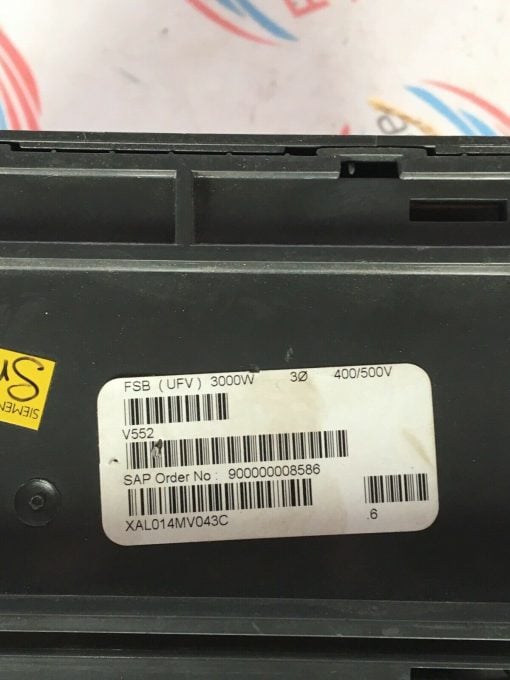 FSB (UFV) 3000W 3Ø 400/500V
V552
SAP Order No : 900000008586
XAL014MV043C
.6